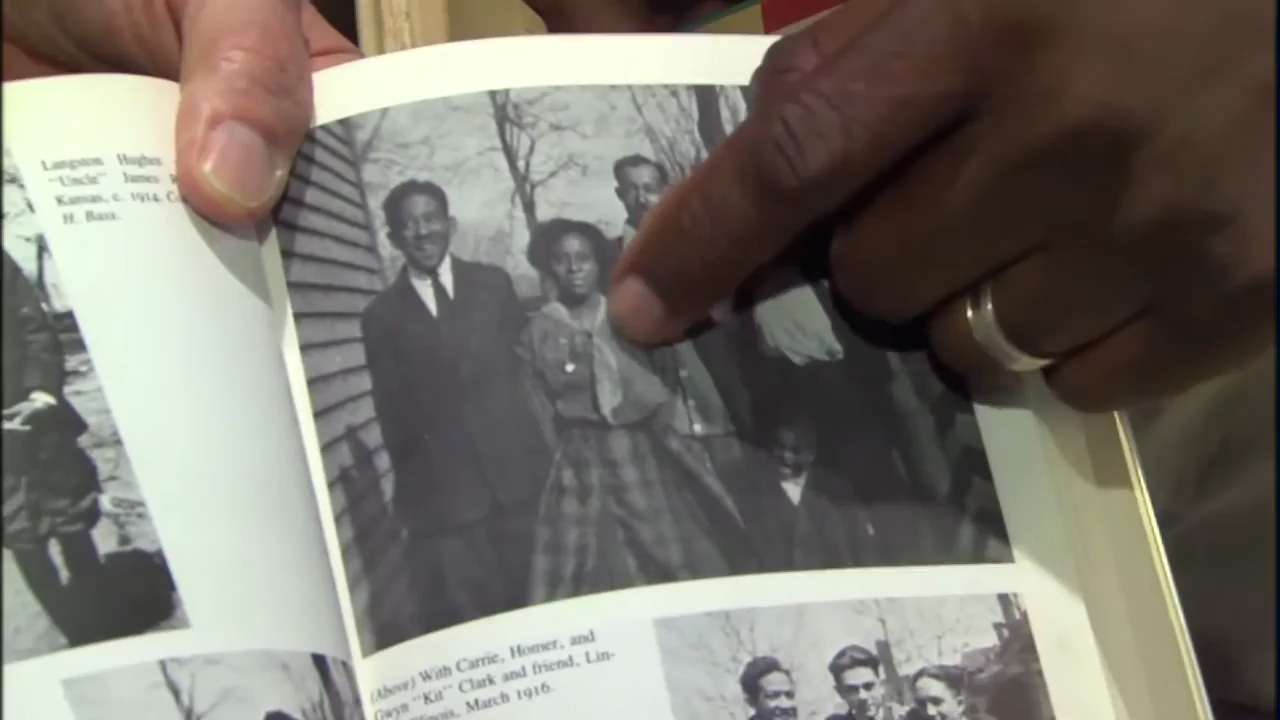 Langston Hughes
"Uncle" James
Kansas, c. 1914.
H. Bass.
(Above) With Carrie, Homer, and
Gwyn "Kit" Clark and friend, Lin-
March 1916.